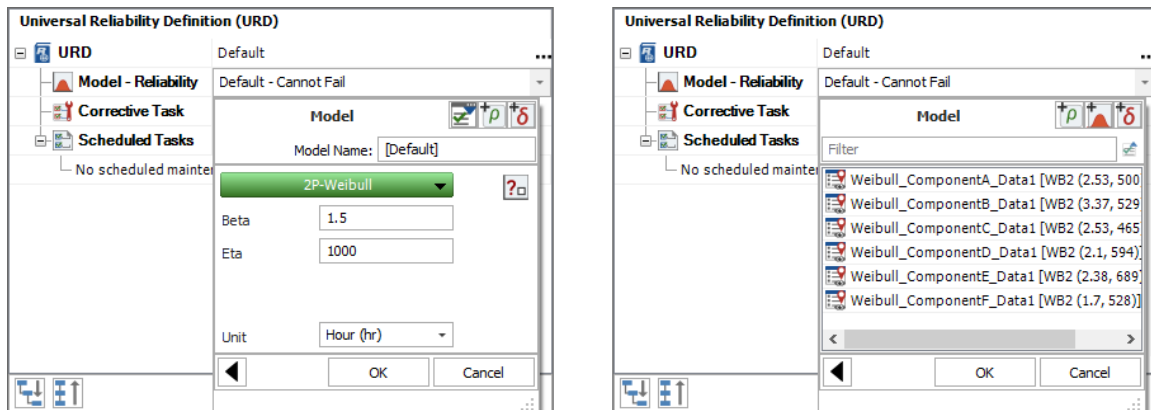 Universal Reliability Definition (URD)
URD Default ...
Model - Reliability Default - Cannot Fail
Corrective Task
Scheduled Tasks
No scheduled mainte
Model +ρ +δ
Model Name: [Default]
2P-Weibull
?
Beta 1.5
Eta 1000
Unit Hour (hr)
OK Cancel
Universal Reliability Definition (URD)
URD Default ..
Model - Reliability Default - Cannot Fail
Corrective Task
Scheduled Tasks
No scheduled mainte
Model +ρ + +δ
Filter
Weibull_ComponentA_Data1 [WB2 (2.53, 500
Weibull_ComponentB_Data1 [WB2 (3.37, 529
Weibull_ComponentC_Data1 [WB2 (2.53, 465
Weibull_ComponentD_Data1 [WB2 (2.1, 594)]
Weibull_ComponentE_Data1 [WB2 (2.38, 689)
Weibull_ComponentF_Data1 [WB2 (1.7, 528)]
OK Cancel